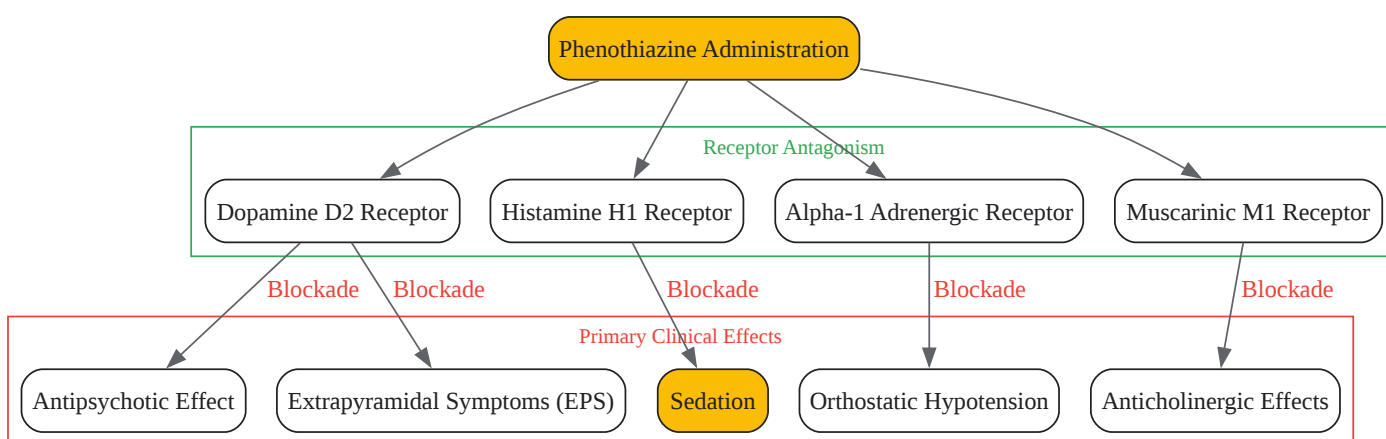 Phenothiazine Administration
Receptor Antagonism
Dopamine D2 Receptor
Histamine H1 Receptor
Alpha-1 Adrenergic Receptor
Muscarinic M1 Receptor
Blockade
Blockade
Blockade
Blockade
Blockade
Primary Clinical Effects
Antipsychotic Effect
Extrapyramidal Symptoms (EPS)
Sedation
Orthostatic Hypotension
Anticholinergic Effects